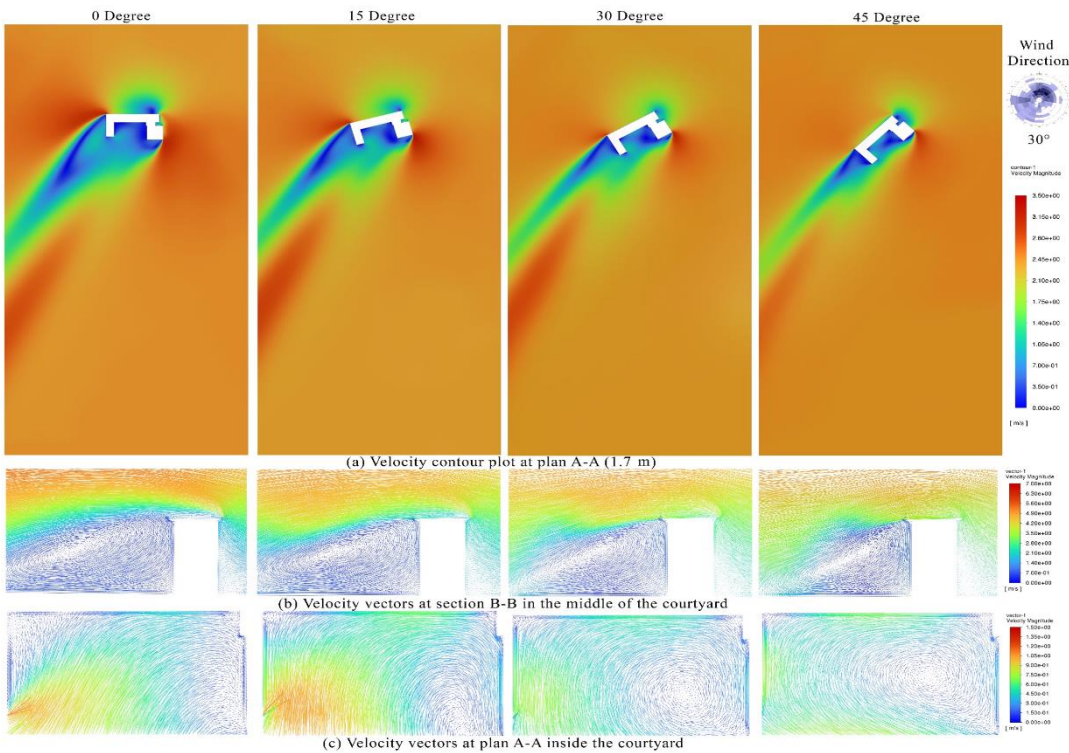 0 Degree
15 Degree
30 Degree
45 Degree
Wind
Direction
30°
contour-1
Velocity Magnitude
3.50e+00
3.15e+00
2.80e+00
2.45e+00
2.10e+00
1.75e+00
1.40e+00
1.05e+00
7.00e-01
3.50e-01
0.00e+00
[ m/s ]
(a) Velocity contour plot at plan A-A (1.7 m)
vector-1
Velocity Magnitude
7.00e+00
6.30e+00
5.60e+00
4.90e+00
4.20e+00
3.50e+00
2.80e+00
2.10e+00
1.40e+00
7.00e-01
0.00e+00
[ m/s ]
(b) Velocity vectors at section B-B in the middle of the courtyard
vector-1
Velocity Magnitude
1.50e+00
1.35e+00
1.20e+00
1.05e+00
9.00e-01
7.50e-01
6.00e-01
4.50e-01
3.00e-01
1.50e-01
0.00e+00
[ m/s ]
(c) Velocity vectors at plan A-A inside the courtyard